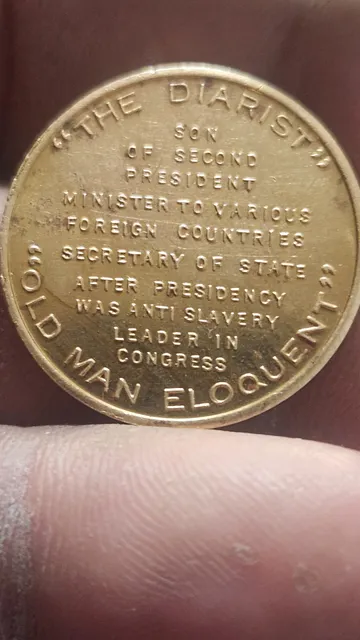 "THE DIARIST"
SON
OF SECOND
PRESIDENT
MINISTER TO VARIOUS
FOREIGN COUNTRIES
SECRETARY OF STATE
AFTER PRESIDENCY
WAS ANTI SLAVERY
LEADER IN
CONGRESS
"OLD MAN ELOQUENT"